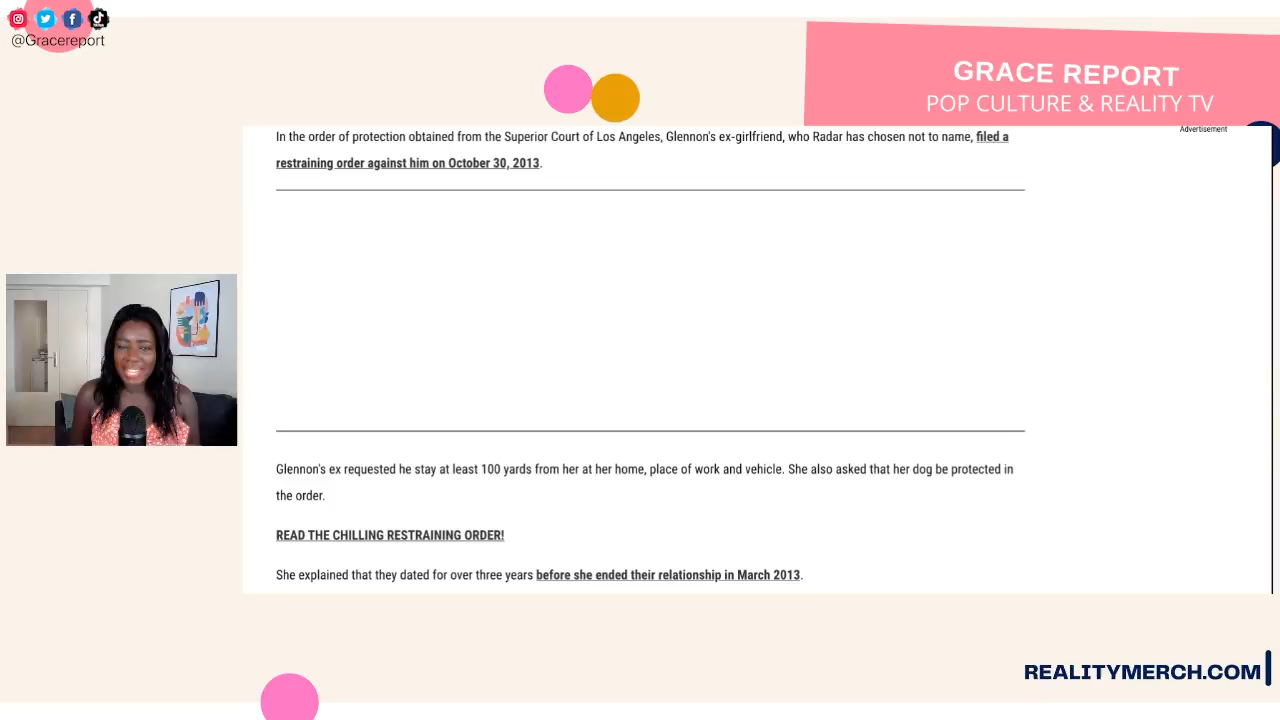 @Gracereport
GRACE REPORT
POP CULTURE & REALITY TV
Advertisement
In the order of protection obtained from the Superior Court of Los Angeles, Glennon's ex-girlfriend, who Radar has chosen not to name, filed a
restraining order against him on October 30, 2013.
Glennon's ex requested he stay at least 100 yards from her at her home, place of work and vehicle. She also asked that her dog be protected in
the order.
READ THE CHILLING RESTRAINING ORDER!
She explained that they dated for over three years before she ended their relationship in March 2013.
REALITYMERCH.COM